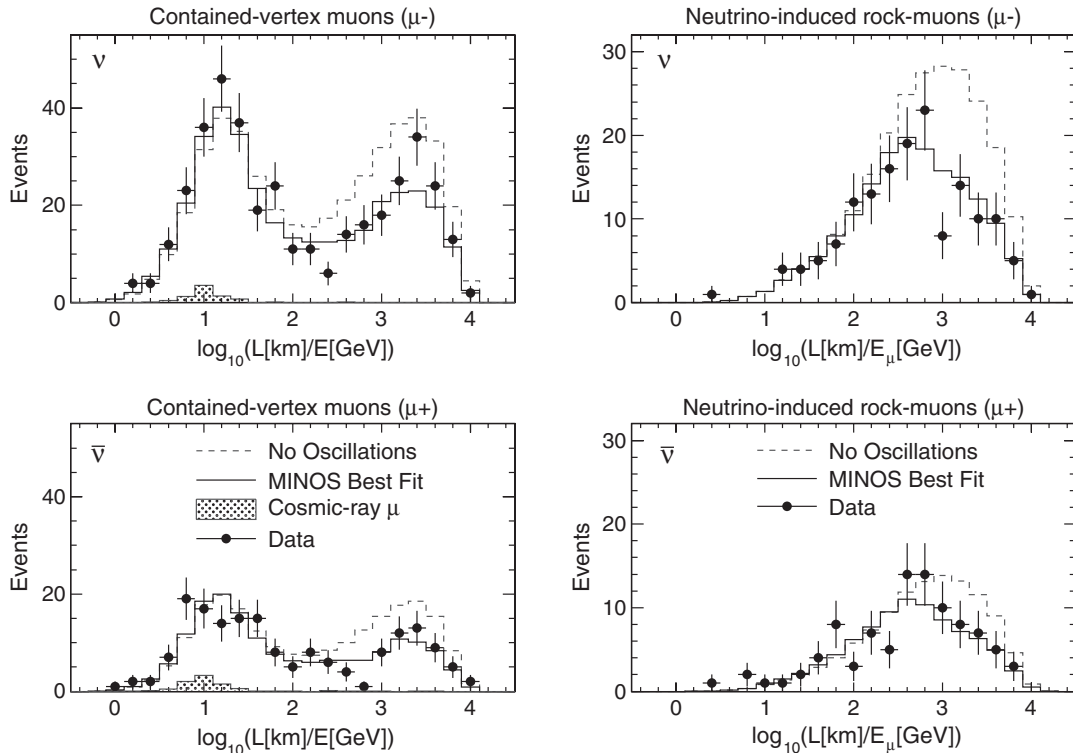 Contained-vertex muons (μ-)
ν
Events
0
20
40
0 1 2 3 4
log₁₀(L[km]/E[GeV])
Neutrino-induced rock-muons (μ-)
ν
Events
0
10
20
30
0 1 2 3 4
log₁₀(L[km]/E_μ[GeV])
Contained-vertex muons (μ+)
ν̅
No Oscillations
MINOS Best Fit
Cosmic-ray μ
Data
Events
0
20
40
0 1 2 3 4
log₁₀(L[km]/E[GeV])
Neutrino-induced rock-muons (μ+)
ν̅
No Oscillations
MINOS Best Fit
Data
Events
0
10
20
30
0 1 2 3 4
log₁₀(L[km]/E_μ[GeV])